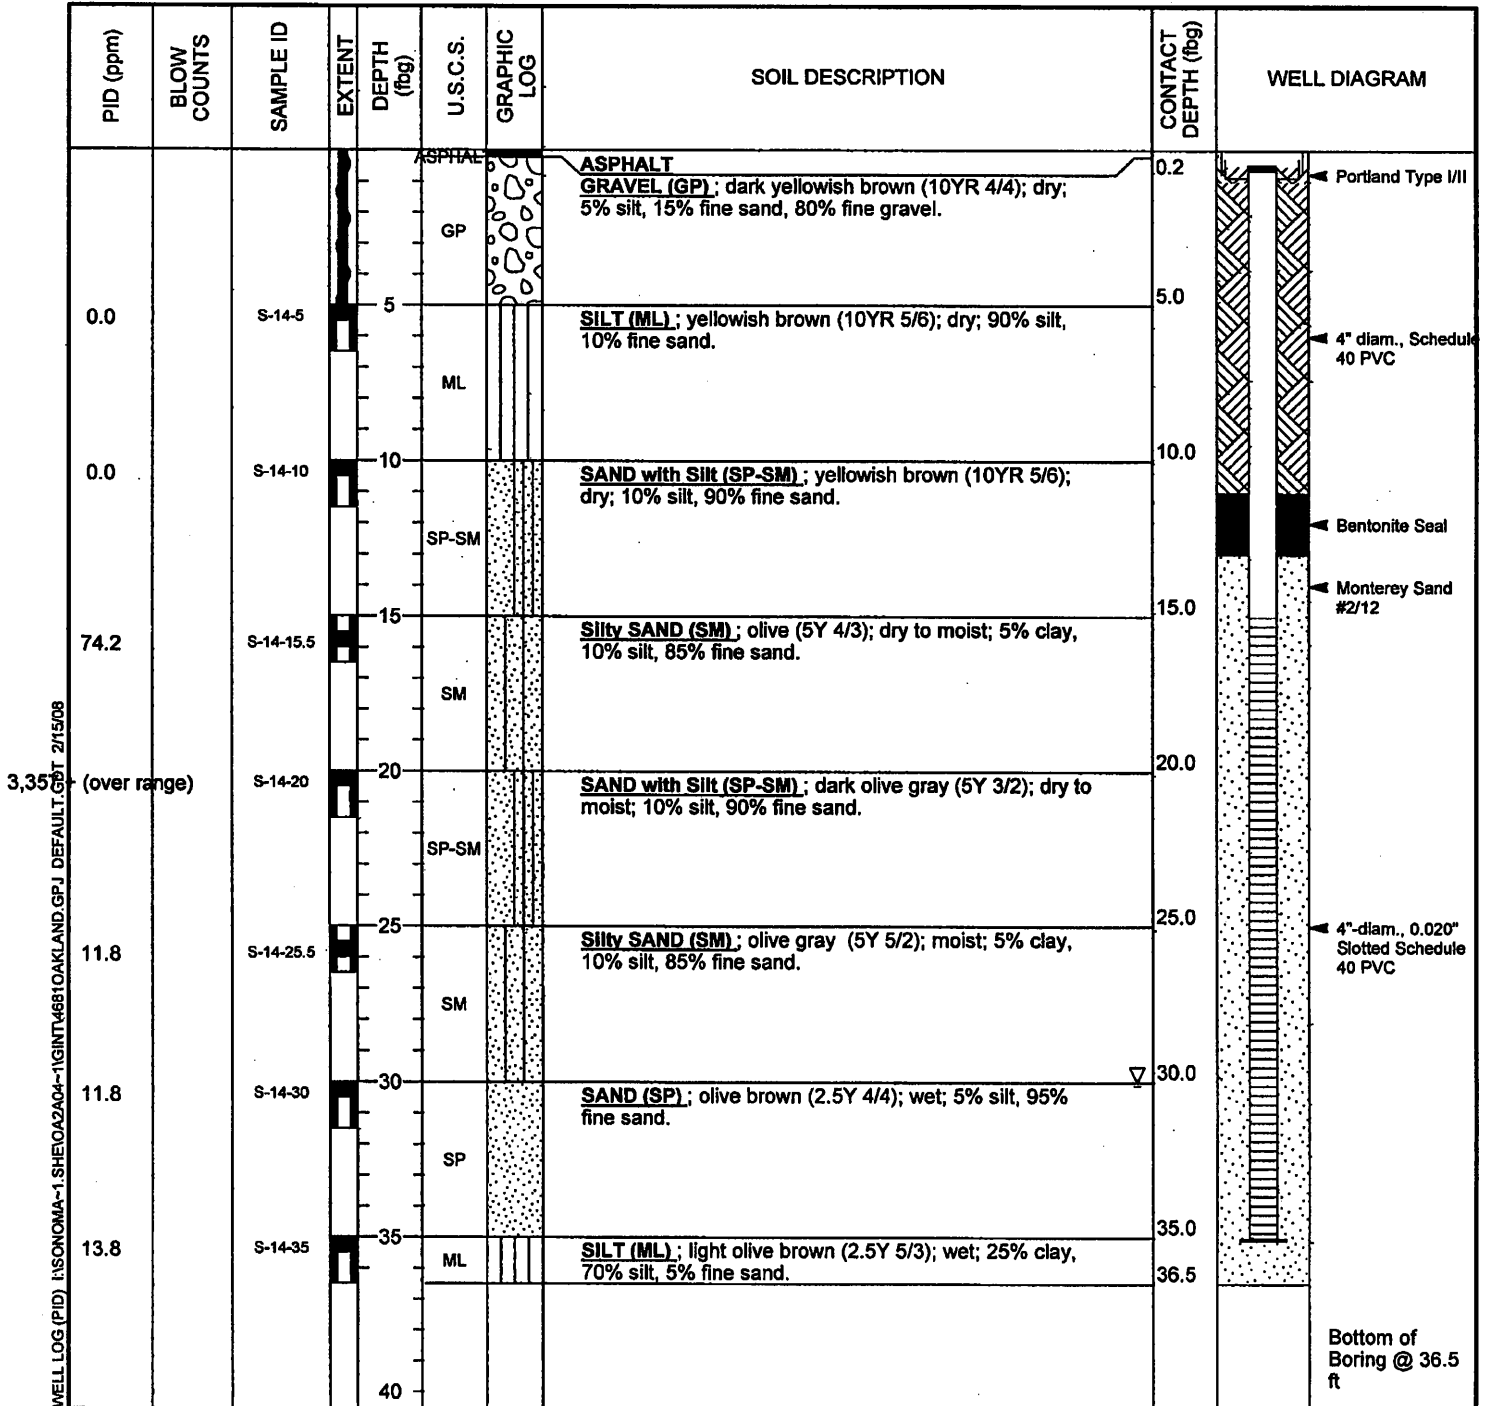 PID (ppm)
BLOW
COUNTS
SAMPLE ID
EXTENT
DEPTH
(fbg)
U.S.C.S.
GRAPHIC
LOG
SOIL DESCRIPTION
CONTACT
DEPTH (fbg)
WELL DIAGRAM
ASPHAL
ASPHALT
0.2
Portland Type I/II
GRAVEL (GP) ; dark yellowish brown (10YR 4/4); dry;
5% silt, 15% fine sand, 80% fine gravel.
GP
5
5.0
0.0
S-14-5
SILT (ML) ; yellowish brown (10YR 5/6); dry; 90% silt,
10% fine sand.
4" diam., Schedule
40 PVC
ML
10
10.0
0.0
S-14-10
SAND with Silt (SP-SM) ; yellowish brown (10YR 5/6);
dry; 10% silt, 90% fine sand.
SP-SM
Bentonite Seal
Monterey Sand
#2/12
15
15.0
74.2
S-14-15.5
Silty SAND (SM) ; olive (5Y 4/3); dry to moist; 5% clay,
10% silt, 85% fine sand.
SM
20
20.0
3,357+ (over range)
S-14-20
SAND with Silt (SP-SM) ; dark olive gray (5Y 3/2); dry to
moist; 10% silt, 90% fine sand.
SP-SM
25
25.0
11.8
S-14-25.5
Silty SAND (SM) ; olive gray (5Y 5/2); moist; 5% clay,
10% silt, 85% fine sand.
4"-diam., 0.020"
Slotted Schedule
40 PVC
SM
30
30.0
11.8
S-14-30
SAND (SP) ; olive brown (2.5Y 4/4); wet; 5% silt, 95%
fine sand.
SP
35
35.0
13.8
S-14-35
SILT (ML) ; light olive brown (2.5Y 5/3); wet; 25% clay,
70% silt, 5% fine sand.
ML
36.5
40
Bottom of
Boring @ 36.5
ft
WELL LOG (PID) I:\SONOMA~1.SHE\0A2A04~1\GINT\4681OAKLAND.GPJ DEFAULT.GDT 2/15/08